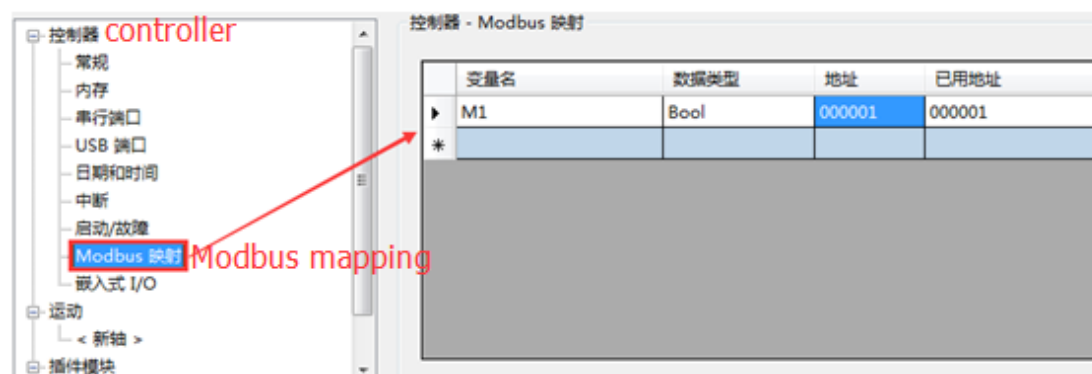 控制器 controller
常规
内存
串行端口
USB 端口
日期和时间
中断
启动/故障
Modbus 映射 Modbus mapping
嵌入式 I/O
运动
< 新轴 >
插件模块
控制器 - Modbus 映射
变量名 数据类型 地址 已用地址
M1 Bool 000001 000001